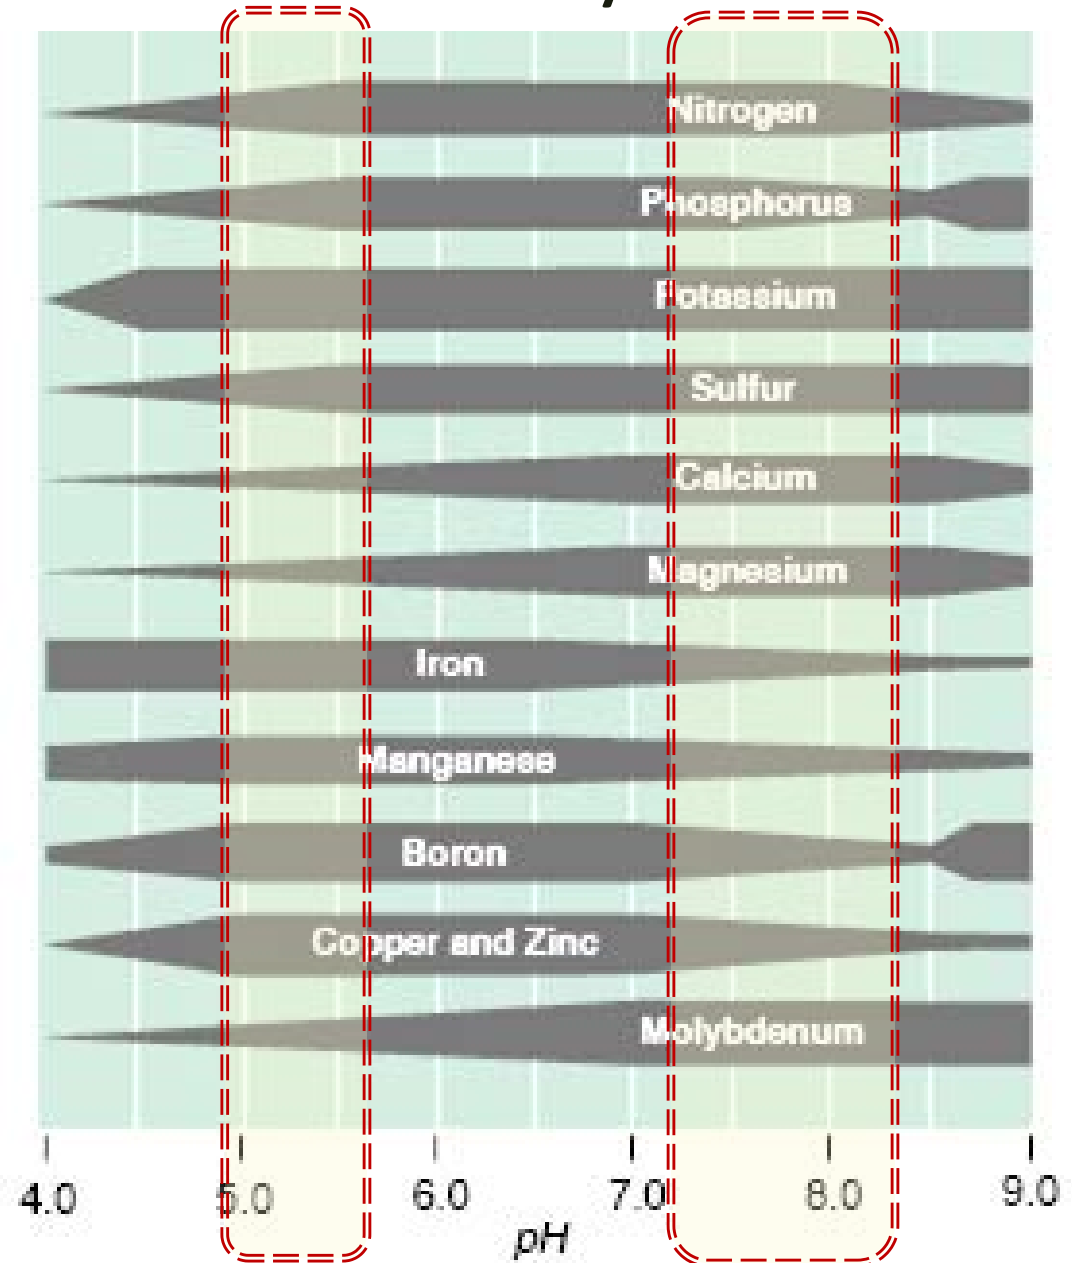 Nitrogen
Phosphorus
Potassium
Sulfur
Calcium
Magnesium
Iron
Manganese
Boron
Copper and Zinc
Molybdenum
4.0 5.0 6.0 7.0 8.0 9.0
pH